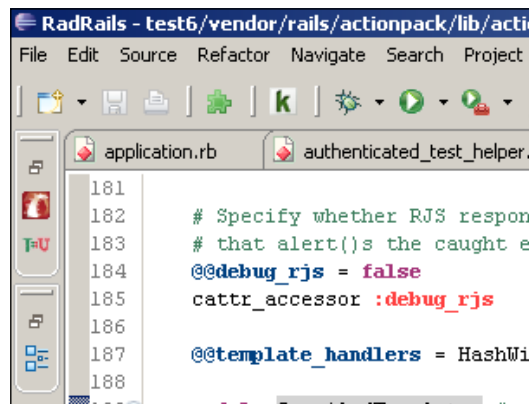 RadRails - test6/vendor/rails/actionpack/lib/acti
File Edit Source Refactor Navigate Search Project
k
application.rb authenticated_test_helper.
181
182 # Specify whether RJS respon
183 # that alert()s the caught e
184 @@debug_rjs = false
185 cattr_accessor :debug_rjs
186
187 @@template_handlers = HashWi
188